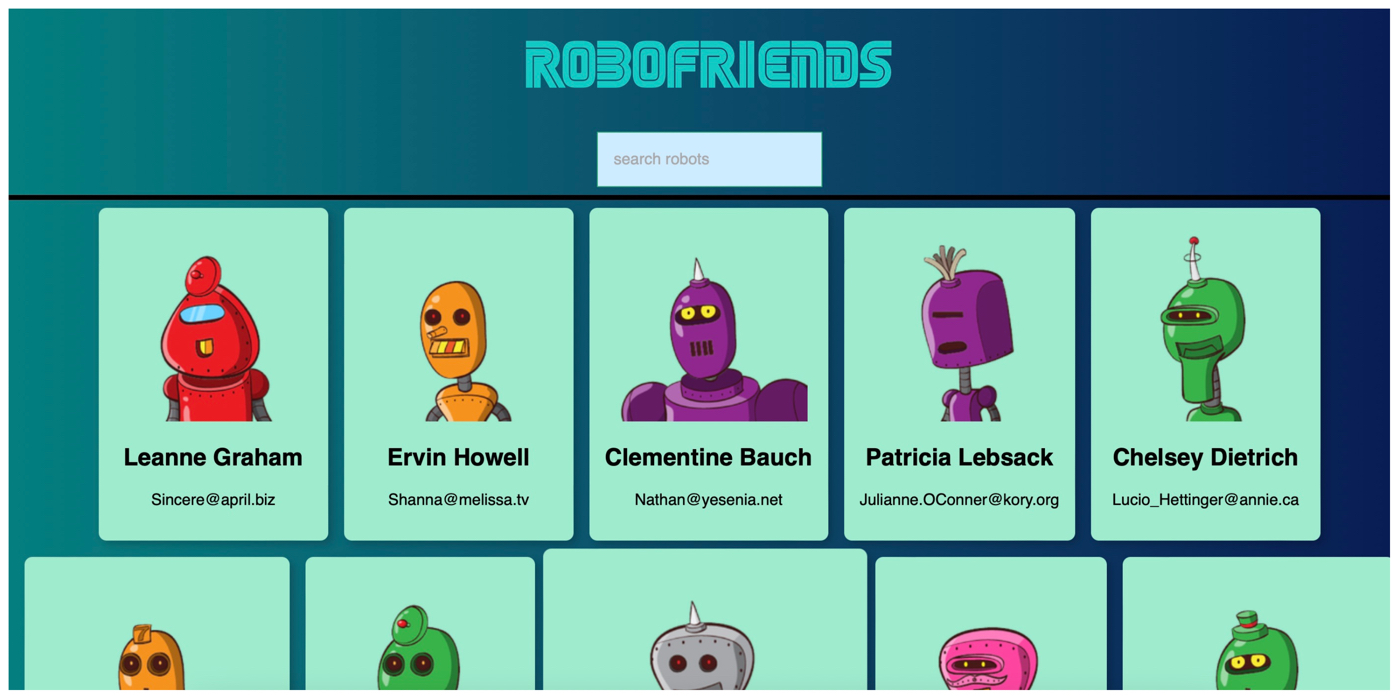 ROBOFRIENDS
search robots
Leanne Graham
Sincere@april.biz
Ervin Howell
Shanna@melissa.tv
Clementine Bauch
Nathan@yesenia.net
Patricia Lebsack
Julianne.OConner@kory.org
Chelsey Dietrich
Lucio_Hettinger@annie.ca
7